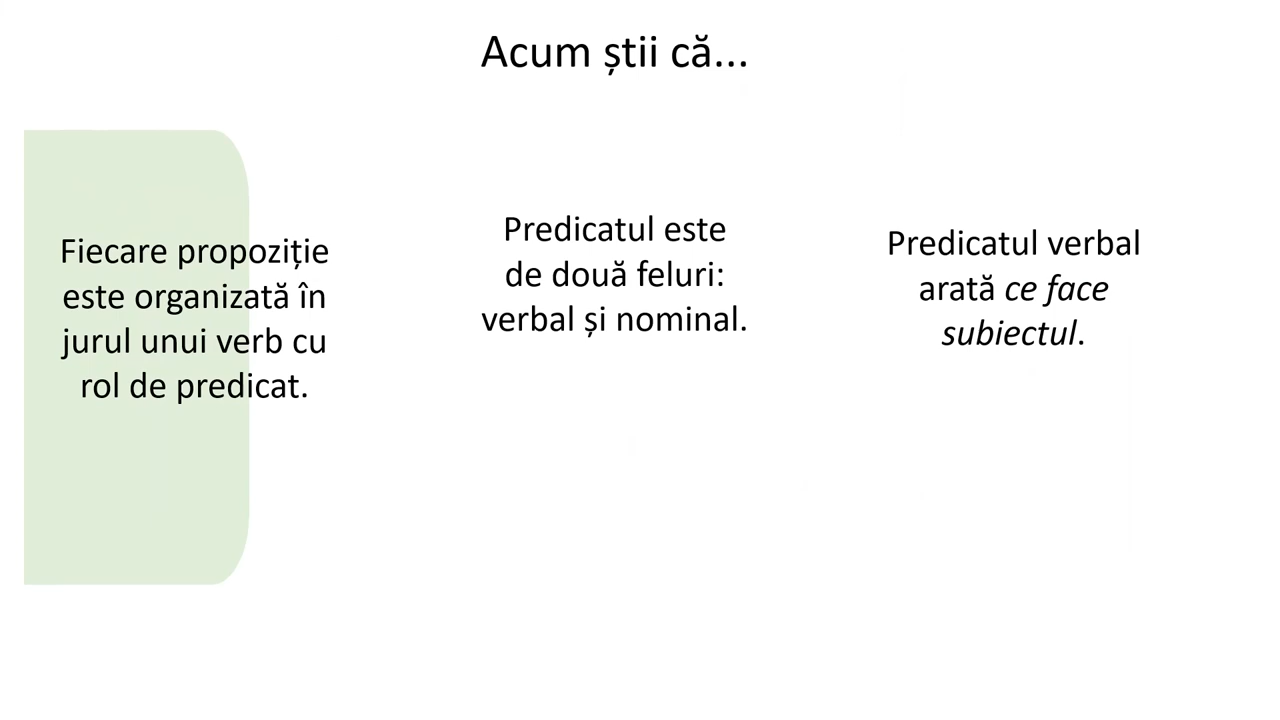 Acum știi că...
Fiecare propoziție
este organizată în
jurul unui verb cu
rol de predicat.
Predicatul este
de două feluri:
verbal și nominal.
Predicatul verbal
arată ce face
subiectul.